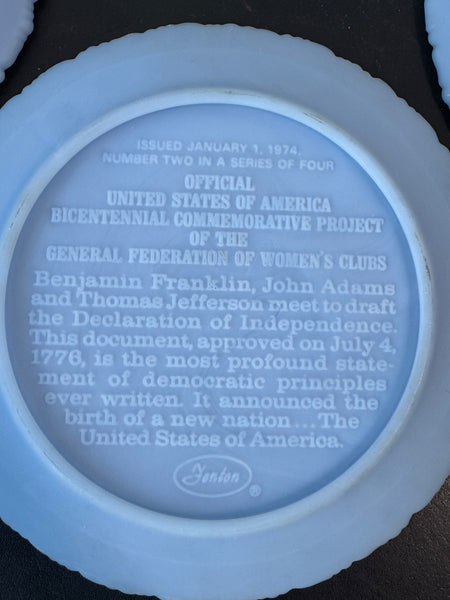 ISSUED JANUARY 1, 1974.
NUMBER TWO IN A SERIES OF FOUR
OFFICIAL
UNITED STATES OF AMERICA
BICENTENNIAL COMMEMORATIVE PROJECT
OF THE
GENERAL FEDERATION OF WOMEN'S CLUBS
Benjamin Franklin, John Adams
and Thomas Jefferson meet to draft
the Declaration of Independence.
This document, approved on July 4,
1776, is the most profound state-
ment of democratic principles
ever written. It announced the
birth of a new nation...The
United States of America.
Fenton ®